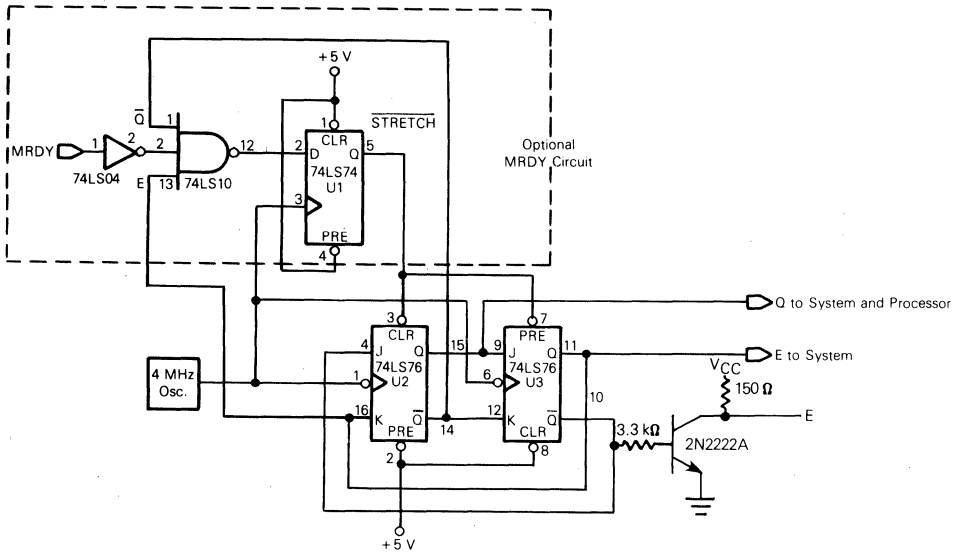 +5 V
Q̅
1
1
STRETCH
MRDY
1
2
2
12
2
D
CLR
Q
5
Optional
MRDY Circuit
74LS04
E
13
74LS10
74LS74
U1
3
PRE
4
3
7
Q to System and Processor
4
J
CLR
Q
15
9
J
PRE
Q
11
E to System
4 MHz
Osc.
1
74LS76
U2
6
74LS76
U3
VCC
150 Ω
10
16
K
Q̅
14
12
K
Q̅
E
PRE
CLR
3.3 kΩ
2N2222A
2
8
+5 V